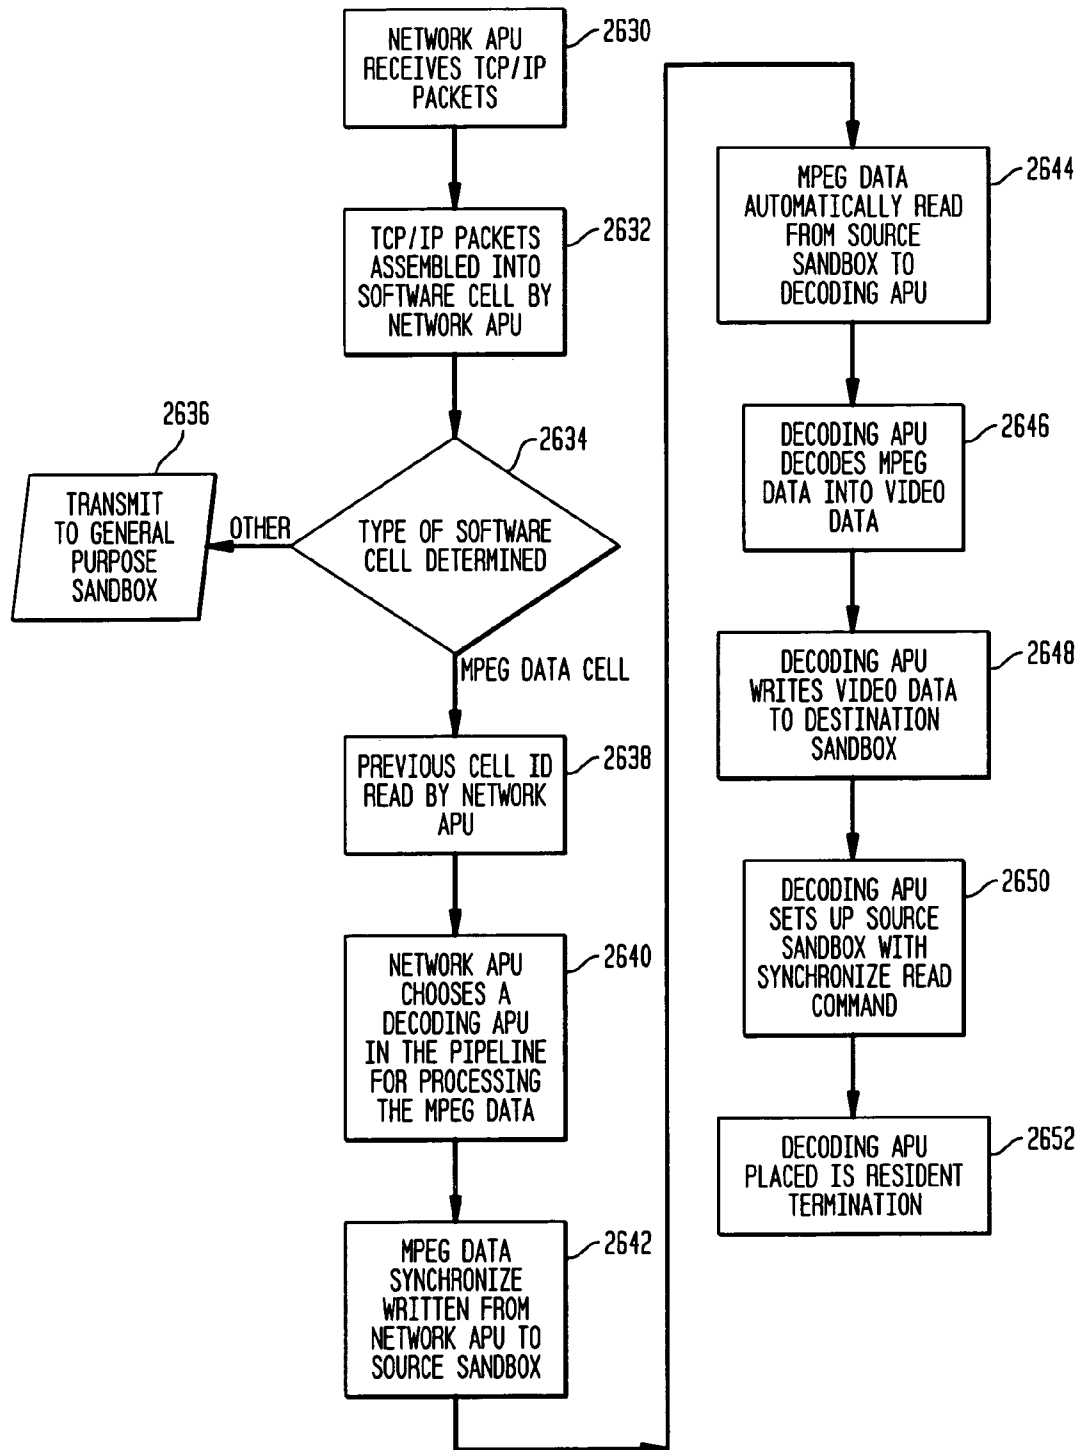 NETWORK APU
RECEIVES TCP/IP
PACKETS
2630
TCP/IP PACKETS
ASSEMBLED INTO
SOFTWARE CELL BY
NETWORK APU
2632
TYPE OF SOFTWARE
CELL DETERMINED
2634
OTHER
TRANSMIT
TO GENERAL
PURPOSE
SANDBOX
2636
MPEG DATA CELL
PREVIOUS CELL ID
READ BY NETWORK
APU
2638
NETWORK APU
CHOOSES A
DECODING APU
IN THE PIPELINE
FOR PROCESSING
THE MPEG DATA
2640
MPEG DATA
SYNCHRONIZE
WRITTEN FROM
NETWORK APU TO
SOURCE SANDBOX
2642
MPEG DATA
AUTOMATICALLY READ
FROM SOURCE
SANDBOX TO
DECODING APU
2644
DECODING APU
DECODES MPEG
DATA INTO VIDEO
DATA
2646
DECODING APU
WRITES VIDEO DATA
TO DESTINATION
SANDBOX
2648
DECODING APU
SETS UP SOURCE
SANDBOX WITH
SYNCHRONIZE READ
COMMAND
2650
DECODING APU
PLACED IS RESIDENT
TERMINATION
2652